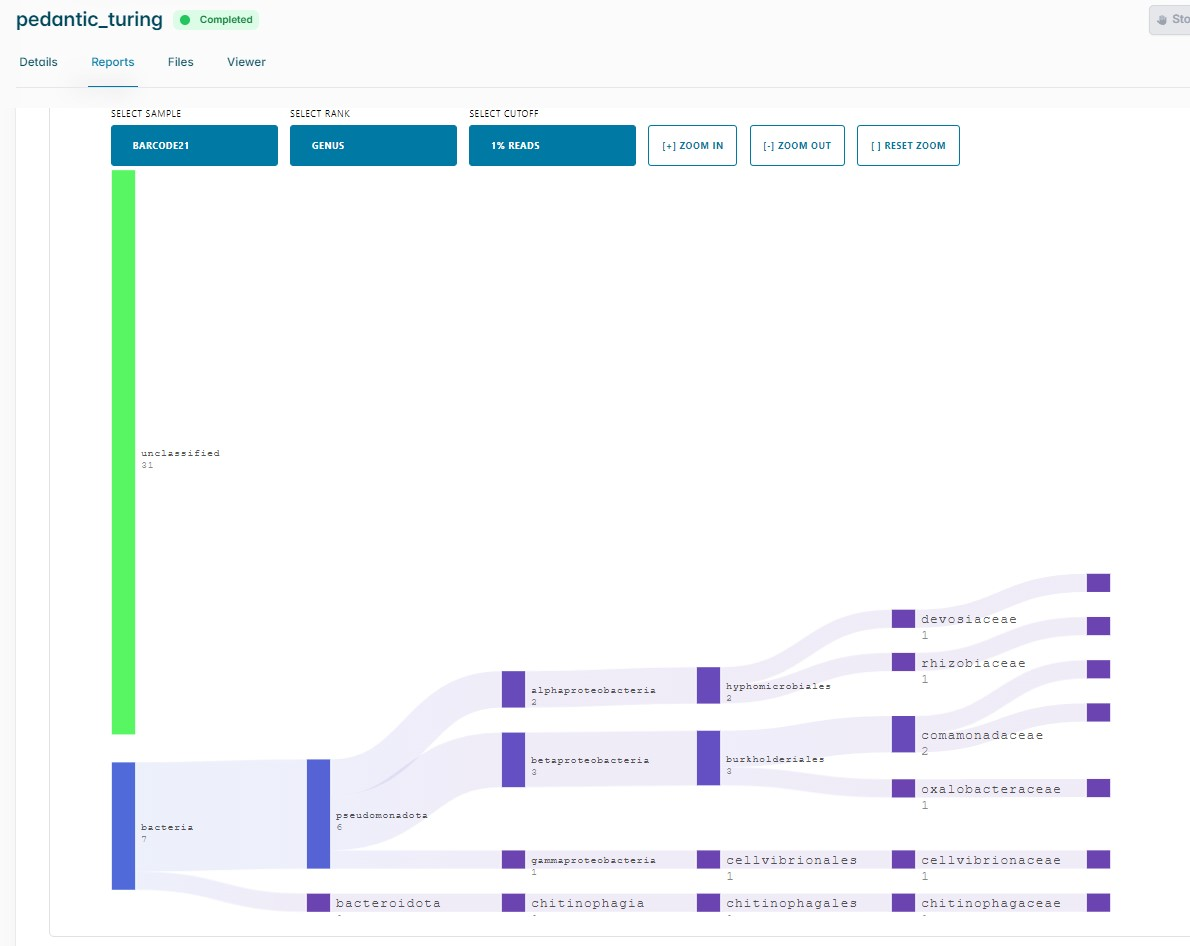 pedantic_turing
Completed
Sto
Details
Reports
Files
Viewer
SELECT SAMPLE
SELECT RANK
SELECT CUTOFF
BARCODE21
GENUS
1% READS
[+] ZOOM IN
[-] ZOOM OUT
[ ] RESET ZOOM
unclassified
31
devosiaceae
1
rhizobiaceae
1
alphaproteobacteria
2
hyphomicrobiales
2
comamonadaceae
2
betaproteobacteria
3
burkholderiales
3
oxalobacteraceae
1
pseudomonadota
6
bacteria
7
gammaproteobacteria
1
cellvibrionales
1
cellvibrionaceae
1
bacteroidota
chitinophagia
chitinophagales
chitinophagaceae